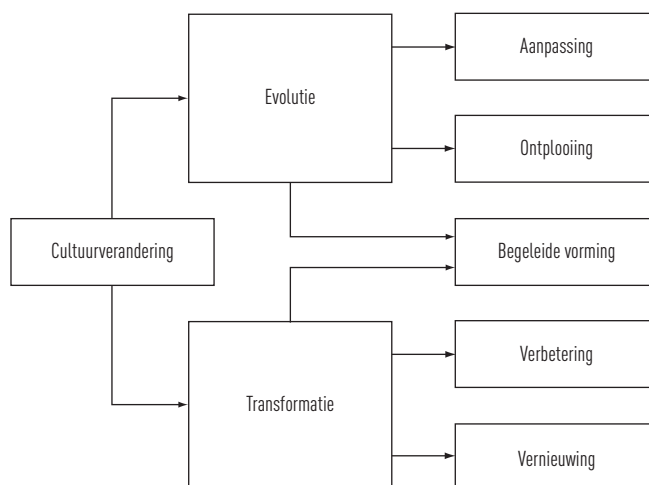 Aanpassing
Evolutie
Ontplooiing
Cultuurverandering
Begeleide vorming
Verbetering
Transformatie
Vernieuwing